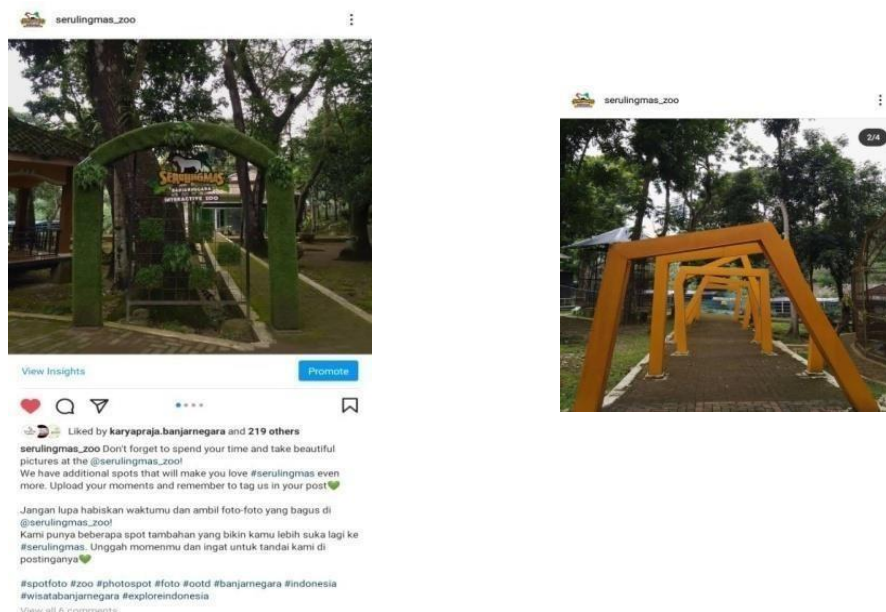 serulingmas_zoo
SERULINGMAS
BANJARNEGARA
INTERACTIVE ZOO
View Insights
Promote
Liked by karyapraja.banjarnegara and 219 others
serulingmas_zoo Don't forget to spend your time and take beautiful
pictures at the @serulingmas_zoo!
We have additional spots that will make you love #serulingmas even
more. Upload your moments and remember to tag us in your post💚
Jangan lupa habiskan waktumu dan ambil foto-foto yang bagus di
@serulingmas_zoo!
Kami punya beberapa spot tambahan yang bikin kamu lebih suka lagi ke
#serulingmas. Unggah momenmu dan ingat untuk tandai kami di
postinganya💚
#spotfoto #zoo #photospot #foto #ootd #banjarnegara #indonesia
#wisatabanjarnegara #exploreindonesia
View all 6 comments
serulingmas_zoo
2/4